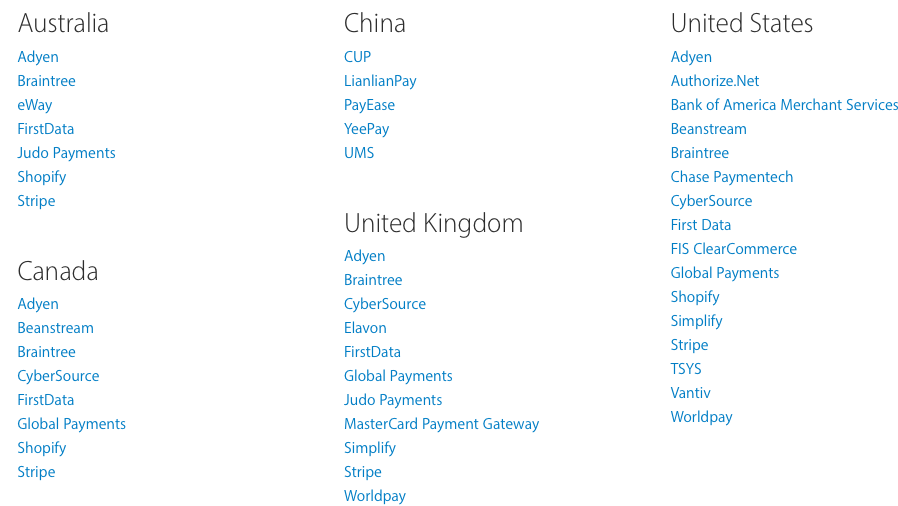 Australia
Adyen
Braintree
eWay
FirstData
Judo Payments
Shopify
Stripe
Canada
Adyen
Beanstream
Braintree
CyberSource
FirstData
Global Payments
Shopify
Stripe
China
CUP
LianlianPay
PayEase
YeePay
UMS
United Kingdom
Adyen
Braintree
CyberSource
Elavon
FirstData
Global Payments
Judo Payments
MasterCard Payment Gateway
Simplify
Stripe
Worldpay
United States
Adyen
Authorize.Net
Bank of America Merchant Services
Beanstream
Braintree
Chase Paymentech
CyberSource
First Data
FIS ClearCommerce
Global Payments
Shopify
Simplify
Stripe
TSYS
Vantiv
Worldpay